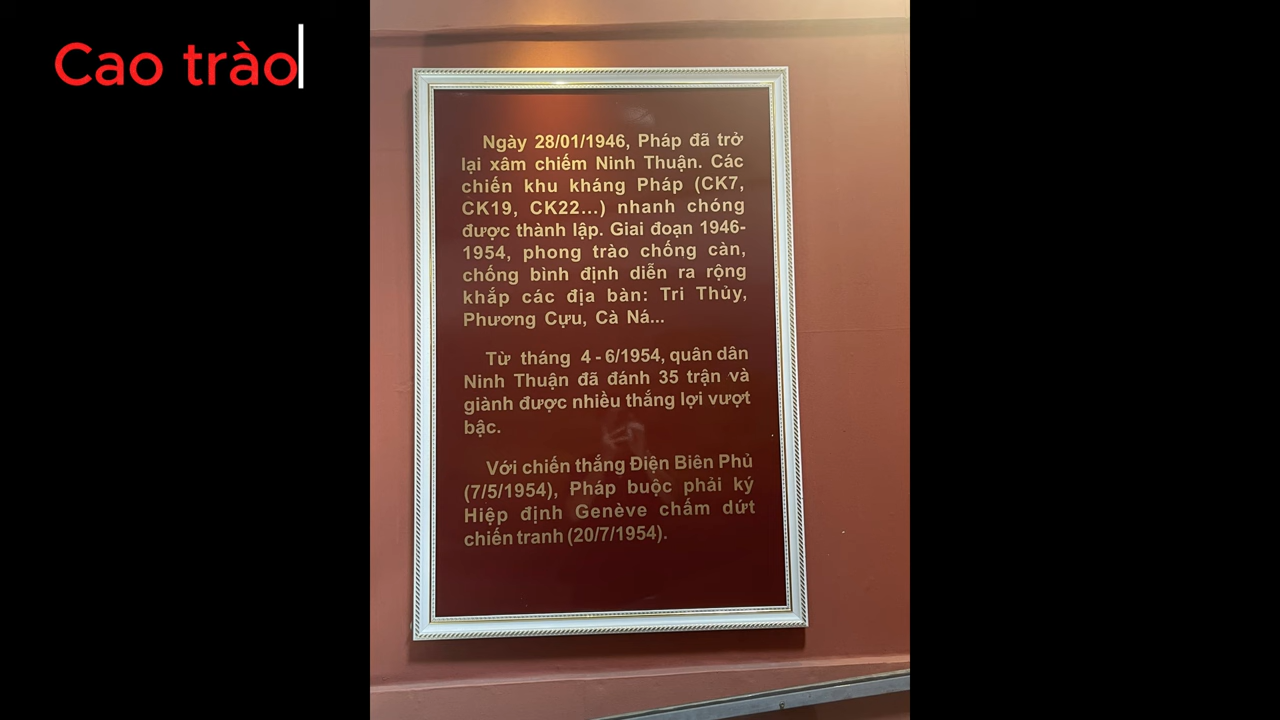 Cao trào
Ngày 28/01/1946, Pháp đã trở
lại xâm chiếm Ninh Thuận. Các
chiến khu kháng Pháp (CK7,
CK19, CK22...) nhanh chóng
được thành lập. Giai đoạn 1946-
1954, phong trào chống càn,
chống bình định diễn ra rộng
khắp các địa bàn: Tri Thủy,
Phương Cựu, Cà Ná...
Từ tháng 4 - 6/1954, quân dân
Ninh Thuận đã đánh 35 trận và
giành được nhiều thắng lợi vượt
bậc.
Với chiến thắng Điện Biên Phủ
(7/5/1954), Pháp buộc phải ký
Hiệp định Genève chấm dứt
chiến tranh (20/7/1954).